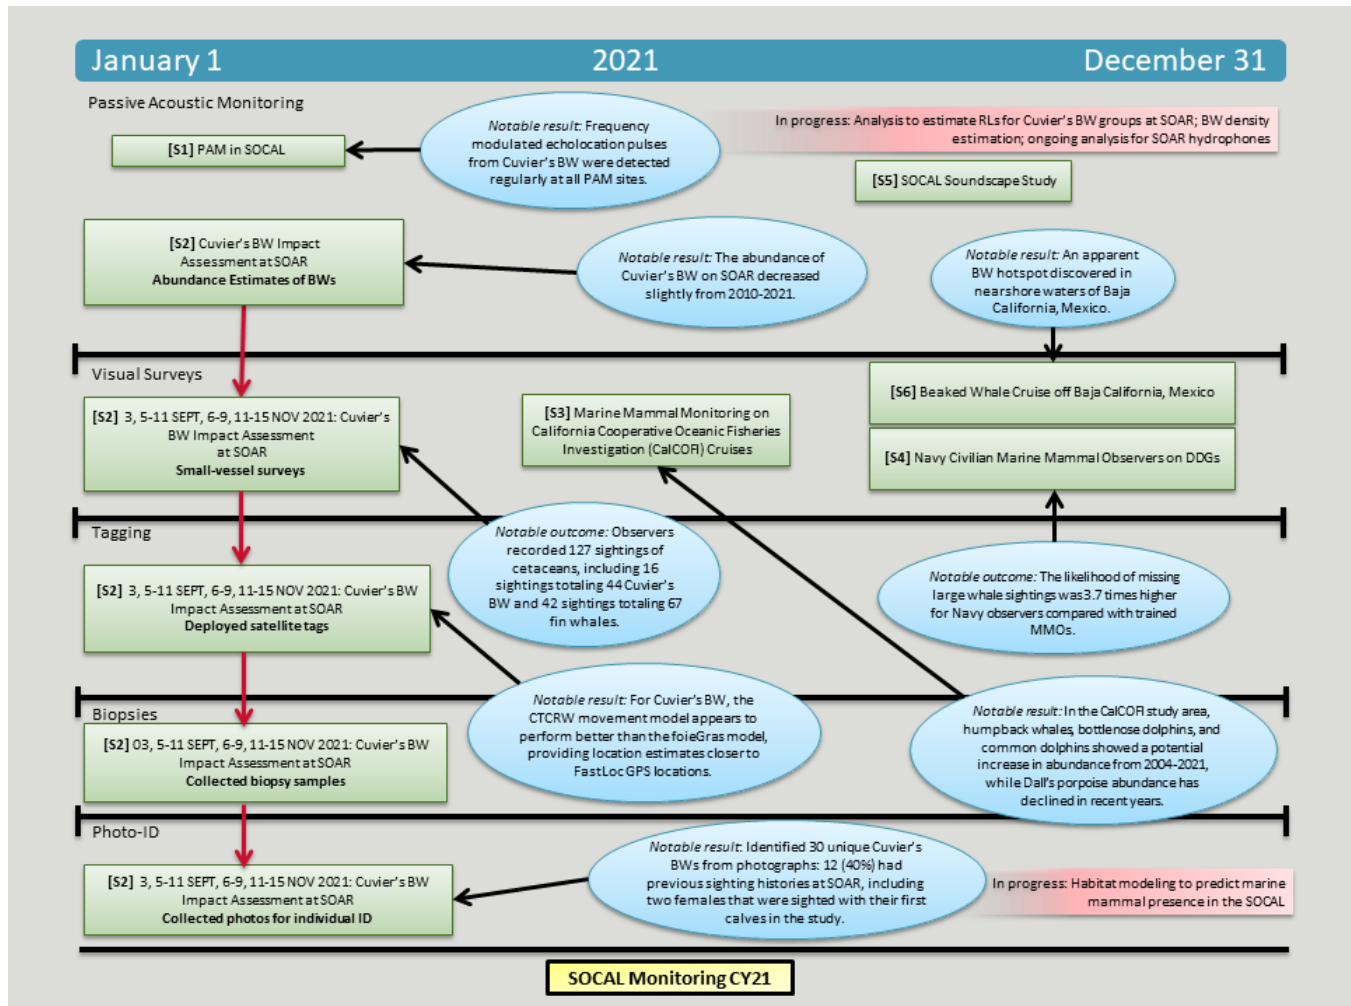 January 1
2021
December 31
Passive Acoustic Monitoring
[S1] PAM in SOCAL
Notable result: Frequency
modulated echolocation pulses
from Cuvier's BW were detected
regularly at all PAM sites.
In progress: Analysis to estimate RLs for Cuvier's BW groups at SOAR; BW density
estimation; ongoing analysis for SOAR hydrophones
[S5] SOCAL Soundscape Study
[S2] Cuvier's BW Impact
Assessment at SOAR
Abundance Estimates of BWs
Notable result: The abundance of
Cuvier's BW on SOAR decreased
slightly from 2010-2021.
Notable result: An apparent
BW hotspot discovered in
nearshore waters of Baja
California, Mexico.
Visual Surveys
[S2] 3, 5-11 SEPT, 6-9, 11-15 NOV 2021: Cuvier's
BW Impact Assessment
at SOAR
Small-vessel surveys
[S3] Marine Mammal Monitoring on
California Cooperative Oceanic Fisheries
Investigation (CalCOFI) Cruises
[S6] Beaked Whale Cruise off Baja California, Mexico
[S4] Navy Civilian Marine Mammal Observers on DDGs
Tagging
Notable outcome: Observers
recorded 127 sightings of
cetaceans, including 16
sightings totaling 44 Cuvier's
BW and 42 sightings totaling 67
fin whales.
Notable outcome: The likelihood of missing
large whale sightings was 3.7 times higher
for Navy observers compared with trained
MMOs.
[S2] 3, 5-11 SEPT, 6-9, 11-15 NOV 2021: Cuvier's BW
Impact Assessment at SOAR
Deployed satellite tags
Biopsies
Notable result: For Cuvier's BW, the
CTCRW movement model appears to
perform better than the foieGras model,
providing location estimates closer to
FastLoc GPS locations.
Notable result: In the CalCOFI study area,
humpback whales, bottlenose dolphins, and
common dolphins showed a potential
increase in abundance from 2004-2021,
while Dall's porpoise abundance has
declined in recent years.
[S2] 03, 5-11 SEPT, 6-9, 11-15 NOV 2021: Cuvier's BW
Impact Assessment at SOAR
Collected biopsy samples
Photo-ID
[S2] 3, 5-11 SEPT, 6-9, 11-15 NOV 2021: Cuvier's BW
Impact Assessment at SOAR
Collected photos for individual ID
Notable result: Identified 30 unique Cuvier's
BWs from photographs: 12 (40%) had
previous sighting histories at SOAR, including
two females that were sighted with their first
calves in the study.
In progress: Habitat modeling to predict marine
mammal presence in the SOCAL
SOCAL Monitoring CY21